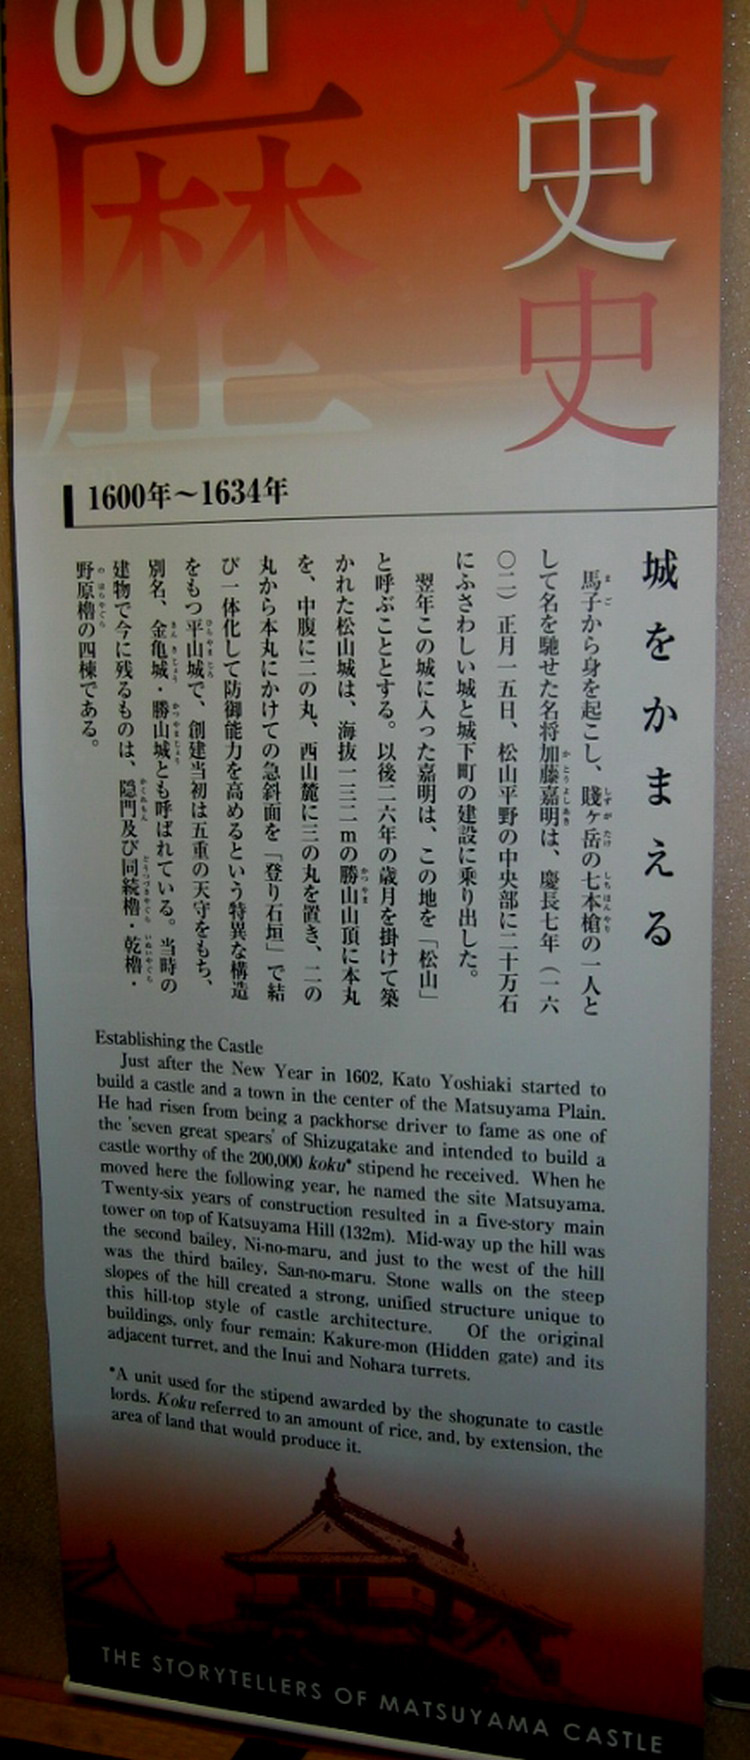 001
歴
史
史
史
1600年～1634年
城をかまえる
馬子から身を起こし、賤ヶ岳の七本槍の一人と
して名を馳せた名将加藤嘉明は、慶長七年（一六
〇二）正月一五日、松山平野の中央部に二十万石
にふさわしい城と城下町の建設に乗り出した。
翌年この城に入った嘉明は、この地を「松山」
と呼ぶこととする。以後二六年の歳月を掛けて築
かれた松山城は、海抜一三二mの勝山山頂に本丸
を、中腹に二の丸、西山麓に三の丸を置き、二の
丸から本丸にかけての急斜面を「登り石垣」で結
び一体化して防御能力を高めるという特異な構造
をもつ平山城で、創建当初は五重の天守をもち、
別名、金亀城・勝山城とも呼ばれている。当時の
建物で今に残るものは、隠門及び同続櫓・乾櫓・
野原櫓の四棟である。
Establishing the Castle
Just after the New Year in 1602, Kato Yoshiaki started to
build a castle and a town in the center of the Matsuyama Plain.
He had risen from being a packhorse driver to fame as one of
the 'seven great spears' of Shizugatake and intended to build a
castle worthy of the 200,000 koku* stipend he received. When he
moved here the following year, he named the site Matsuyama.
Twenty-six years of construction resulted in a five-story main
tower on top of Katsuyama Hill (132m). Mid-way up the hill was
the second bailey, Ni-no-maru, and just to the west of the hill
was the third bailey, San-no-maru. Stone walls on the steep
slopes of the hill created a strong, unified structure unique to
this hill-top style of castle architecture. Of the original
buildings, only four remain: Kakure-mon (Hidden gate) and its
adjacent turret, and the Inui and Nohara turrets.
*A unit used for the stipend awarded by the shogunate to castle
lords. Koku referred to an amount of rice, and, by extension, the
area of land that would produce it.
THE STORYTELLERS OF MATSUYAMA CASTLE